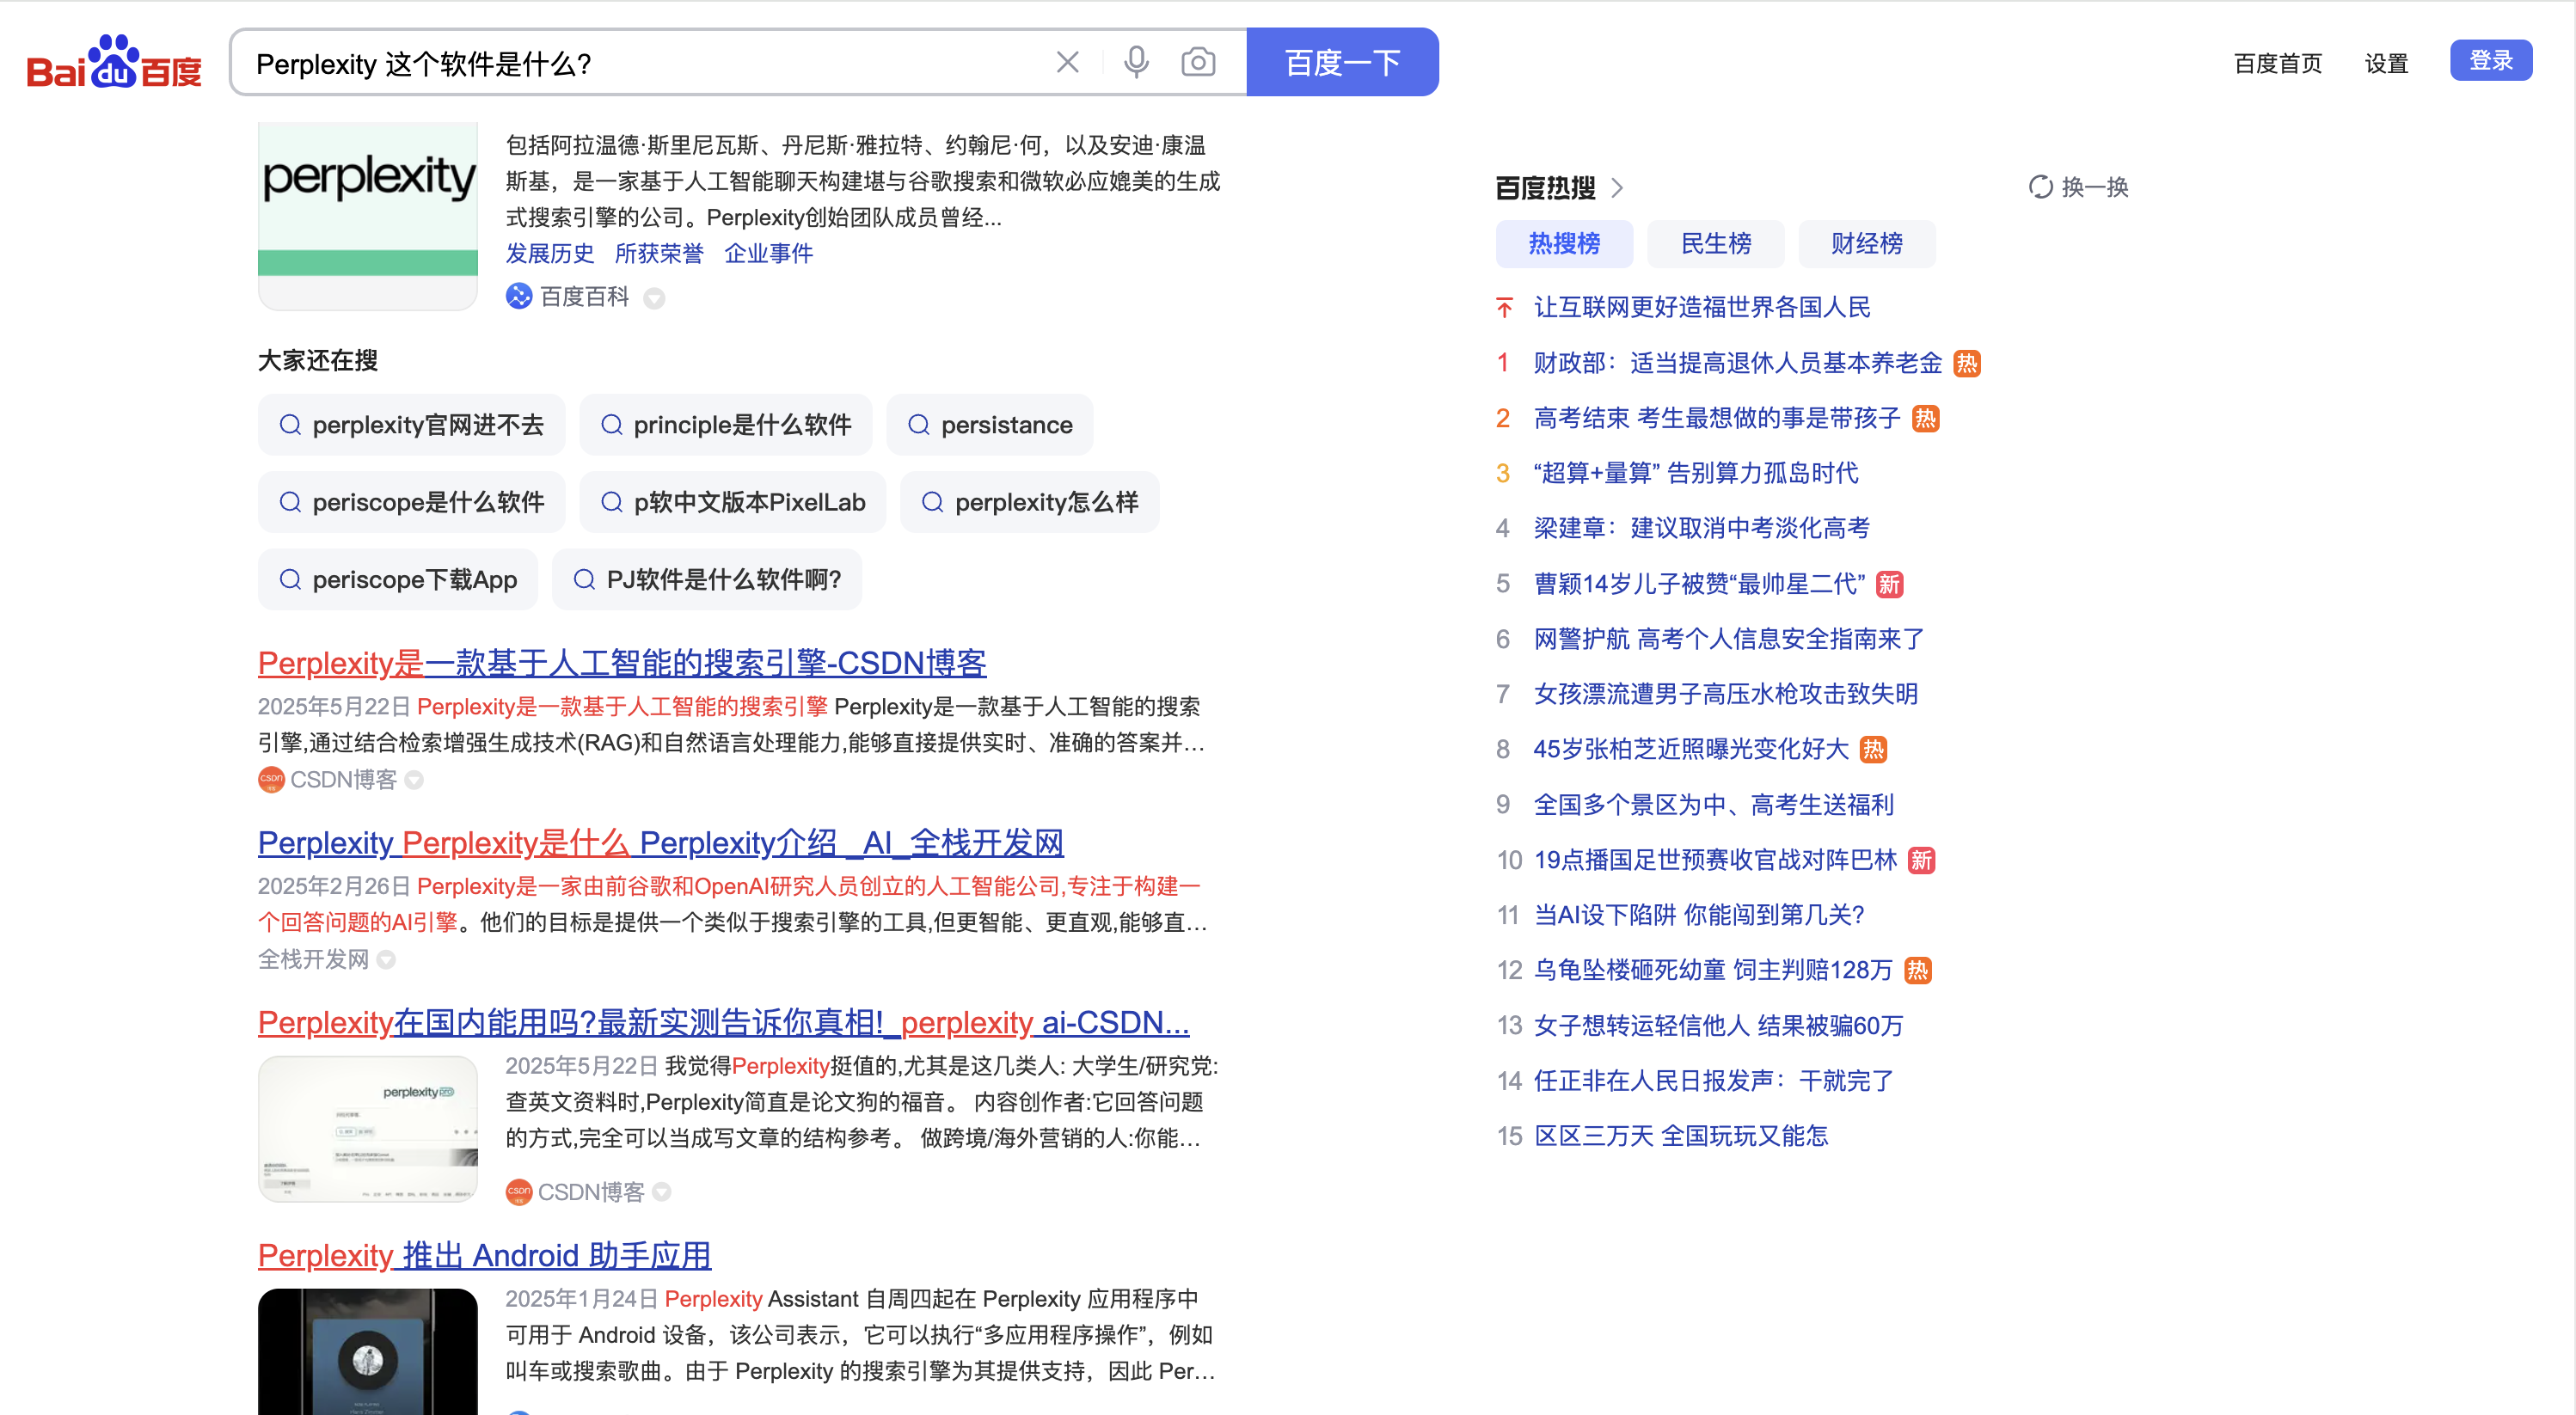 Baidu百度
Perplexity 这个软件是什么?
百度一下
百度首页
设置
登录
perplexity
包括阿拉温德·斯里尼瓦斯、丹尼斯·雅拉特、约翰尼·何，以及安迪·康温
斯基，是一家基于人工智能聊天构建堪与谷歌搜索和微软必应媲美的生成
式搜索引擎的公司。Perplexity创始团队成员曾经...
发展历史 所获荣誉 企业事件
百度百科
大家还在搜
perplexity官网进不去
principle是什么软件
persistance
periscope是什么软件
p软中文版本PixelLab
perplexity怎么样
periscope下载App
PJ软件是什么软件啊?
Perplexity是一款基于人工智能的搜索引擎-CSDN博客
2025年5月22日 Perplexity是一款基于人工智能的搜索引擎 Perplexity是一款基于人工智能的搜索
引擎,通过结合检索增强生成技术(RAG)和自然语言处理能力,能够直接提供实时、准确的答案并...
CSDN博客
Perplexity Perplexity是什么 Perplexity介绍 _AI_全栈开发网
2025年2月26日 Perplexity是一家由前谷歌和OpenAI研究人员创立的人工智能公司,专注于构建一
个回答问题的AI引擎。他们的目标是提供一个类似于搜索引擎的工具,但更智能、更直观,能够直...
全栈开发网
Perplexity在国内能用吗?最新实测告诉你真相!_perplexity ai-CSDN...
perplexity
2025年5月22日 我觉得Perplexity挺值的,尤其是这几类人: 大学生/研究党:
查英文资料时,Perplexity简直是论文狗的福音。 内容创作者:它回答问题
的方式,完全可以当成写文章的结构参考。 做跨境/海外营销的人:你能...
CSDN博客
Perplexity 推出 Android 助手应用
2025年1月24日 Perplexity Assistant 自周四起在 Perplexity 应用程序中
可用于 Android 设备，该公司表示，它可以执行“多应用程序操作”，例如
叫车或搜索歌曲。由于 Perplexity 的搜索引擎为其提供支持，因此 Per...
百度热搜
换一换
热搜榜
民生榜
财经榜
让互联网更好造福世界各国人民
1 财政部：适当提高退休人员基本养老金 热
2 高考结束 考生最想做的事是带孩子 热
3 “超算+量算” 告别算力孤岛时代
4 梁建章：建议取消中考淡化高考
5 曹颖14岁儿子被赞“最帅星二代” 新
6 网警护航 高考个人信息安全指南来了
7 女孩漂流遭男子高压水枪攻击致失明
8 45岁张柏芝近照曝光变化好大 热
9 全国多个景区为中、高考生送福利
10 19点播国足世预赛收官战对阵巴林 新
11 当AI设下陷阱 你能闯到第几关?
12 乌龟坠楼砸死幼童 饲主判赔128万 热
13 女子想转运轻信他人 结果被骗60万
14 任正非在人民日报发声：干就完了
15 区区三万天 全国玩玩又能怎